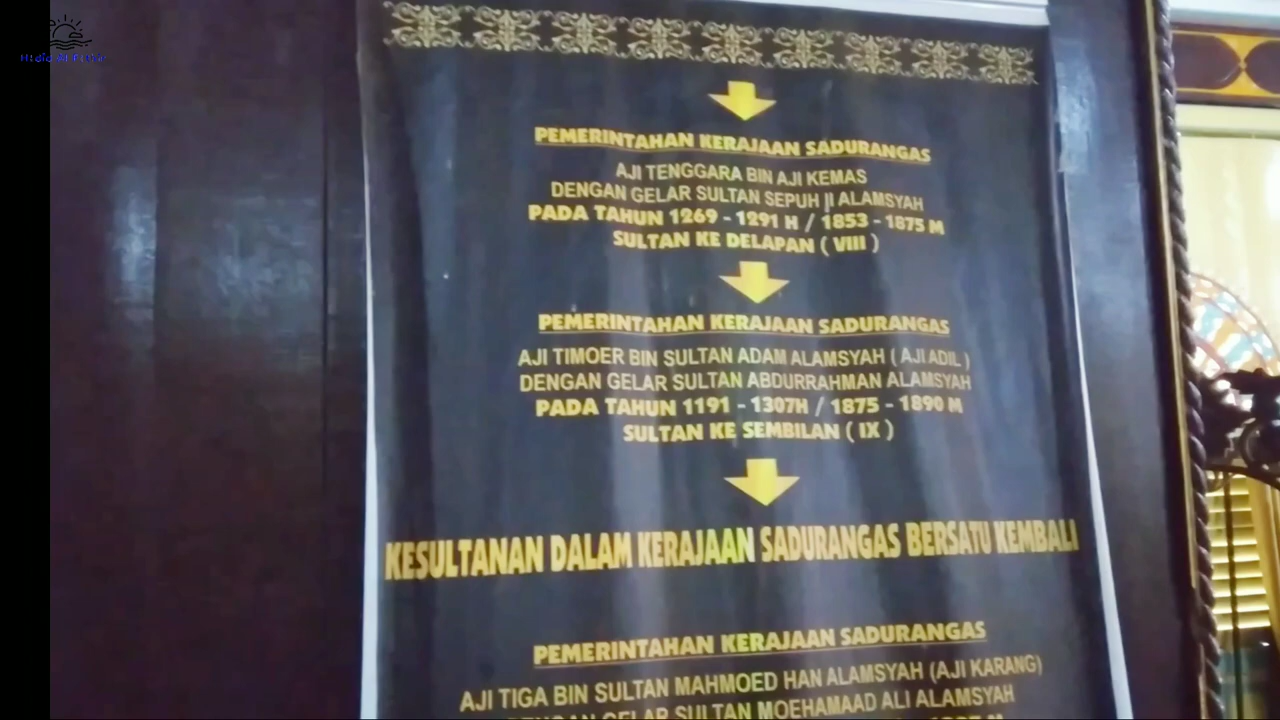 PEMERINTAHAN KERAJAAN SADURANGAS
AJI TENGGARA BIN AJI KEMAS
DENGAN GELAR SULTAN SEPUH II ALAMSYAH
PADA TAHUN 1269 - 1291 H / 1853 - 1875 M
SULTAN KE DELAPAN ( VIII )
PEMERINTAHAN KERAJAAN SADURANGAS
AJI TIMOER BIN SULTAN ADAM ALAMSYAH ( AJI ADIL )
DENGAN GELAR SULTAN ABDURRAHMAN ALAMSYAH
PADA TAHUN 1191 - 1307H / 1875 - 1890 M
SULTAN KE SEMBILAN ( IX )
KESULTANAN DALAM KERAJAAN SADURANGAS BERSATU KEMBALI
PEMERINTAHAN KERAJAAN SADURANGAS
AJI TIGA BIN SULTAN MAHMOED HAN ALAMSYAH (AJI KARANG)
DENGAN GELAR SULTAN MOEHAMAAD ALI ALAMSYAH